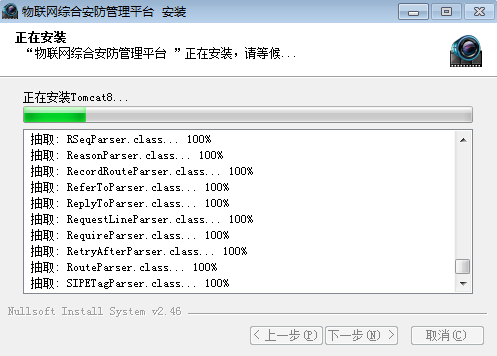 物联网综合安防管理平台 安装
正在安装
“物联网综合安防管理平台 ”正在安装，请等候...
正在安装Tomcat8...
抽取: RSeqParser.class... 100%
抽取: ReasonParser.class... 100%
抽取: RecordRouteParser.class... 100%
抽取: ReferToParser.class... 100%
抽取: ReplyToParser.class... 100%
抽取: RequestLineParser.class... 100%
抽取: RequireParser.class... 100%
抽取: RetryAfterParser.class... 100%
抽取: RouteParser.class... 100%
抽取: SIPETagParser.class... 100%
Nullsoft Install System v2.46
< 上一步(P) 下一步(N) > 取消(C)